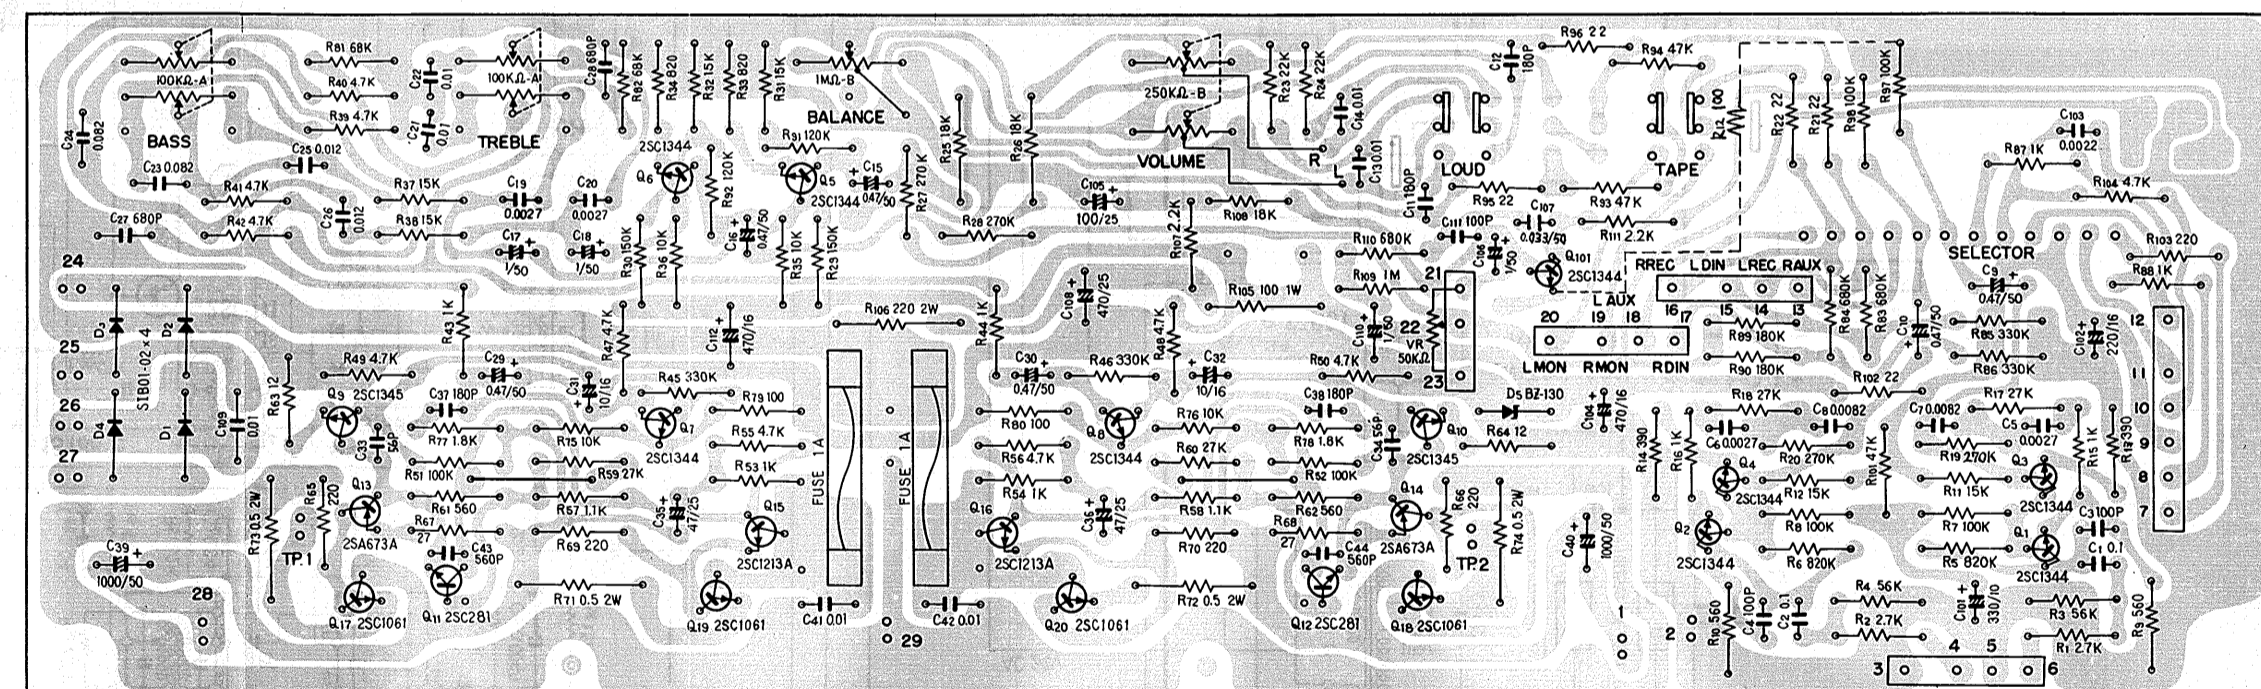 R81 68K
R40 4.7K
R39 4.7K
100KΩ-A
BASS
C24 0.082
C23 0.082
C25 0.012
C22 0.01
C21 0.01
100KΩ-A
TREBLE
C28 680P
R82 68K
R34 820
R32 15K
R33 820
R31 15K
1MΩ-B
BALANCE
R91 120K
2SC1344
Q6
R92 120K
Q5
2SC1344
C15
0.47/50
R27 270K
R25 18K
R26 18K
250KΩ-B
VOLUME
R
L
R23 22K
R24 22K
C14 0.01
C13 0.01
C12 180P
R96 22
R94 47K
LOUD
TAPE
R12 100
R22 22
R21 22
R98 100K
R97 100K
C103
0.0022
R87 1K
R104 4.7K
R41 4.7K
R42 4.7K
C26 0.012
R37 15K
R38 15K
C19
0.0027
C20
0.0027
C27 680P
C17 +
1/50
C18 +
1/50
R30 150K
R36 10K
C16 +
0.47/50
R35 10K
R29 150K
R28 270K
C105 +
100/25
R107 2.2K
R108 18K
C11 180P
R95 22
R93 47K
C107
0.033/50
C111 100P
R111 2.2K
R110 680K
C106 +
1/50
Q101
2SC1344
SELECTOR
R103 220
R88 1K
24
25
26
27
D3
D2
D4
D1
S1B01-02 × 4
R43 1K
R47 4.7K
C112 +
470/16
R106 220 2W
R44 1K
C108 +
470/25
R48 4.7K
R105 100 1W
R109 1M
C110 +
1/50
21
22
VR
50KΩ
23
R REC L DIN L REC R AUX
L AUX
16 15 14 13
20 19 18 17
L MON R MON R DIN
R84 680K
R83 680K
C10 +
0.47/50
C9 +
0.47/50
R89 180K
R90 180K
R85 330K
R86 330K
C102 +
220/16
12
11
10
9
8
7
R63 12
C109 0.01
R49 4.7K
Q9
2SC1345
C29 +
0.47/50
C37 180P
R77 1.8K
C33 56P
R51 100K
C31 +
10/16
R75 10K
R59 27K
R45 330K
Q7
2SC1344
R79 100
R55 4.7K
R53 1K
FUSE 1A
FUSE 1A
C30 +
0.47/50
R46 330K
C32 +
10/16
R50 4.7K
R80 100
R56 4.7K
R54 1K
Q8
2SC1344
R76 10K
R60 27K
C38 180P
R78 1.8K
R52 100K
C34 56P
Q10
2SC1345
D5 BZ-130
R64 12
C104 +
470/16
R102 22
R18 27K
C8 0.0082
C7 0.0082
R17 27K
C6 0.0027
C5
0.0027
R14 390
R16 1K
R20 270K
R19 270K
R101 47K
R15 1K
R13 390
Q4
2SC1344
Q3
2SC1344
R12 15K
R11 15K
R8 100K
R7 100K
R6 820K
R5 820K
Q2
2SC1344
Q1
2SC1344
C3 100P
C1 0.1
R73 0.5 2W
R65 220
TP.1
Q13
2SA673A
R61 560
R67
27
C43
560P
R57 1.1K
R69 220
C35 +
47/25
Q15
2SC1213A
Q16
2SC1213A
C36 +
47/25
R58 1.1K
R70 220
R62 560
R68
27
C44
560P
Q14
2SA673A
R66 220
TP.2
R74 0.5 2W
C40 +
1000/50
C39 +
1000/50
28
Q17 2SC1061
Q11 2SC281
R71 0.5 2W
Q19 2SC1061
C41 0.01
29
C42 0.01
Q20 2SC1061
R72 0.5 2W
Q12 2SC281
Q18 2SC1061
1
2
R10 560
C4 100P
C2 0.1
R4 56K
R2 2.7K
C101 +
330/10
R3 56K
R1 2.7K
R9 560
3 4 5 6